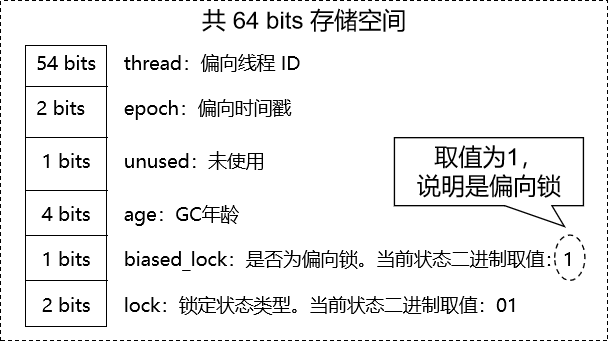 共 64 bits 存储空间
54 bits thread：偏向线程 ID
2 bits epoch：偏向时间戳
1 bits unused：未使用
取值为1，
说明是偏向锁
4 bits age：GC年龄
1 bits biased_lock：是否为偏向锁。当前状态二进制取值：1
2 bits lock：锁定状态类型。当前状态二进制取值：01